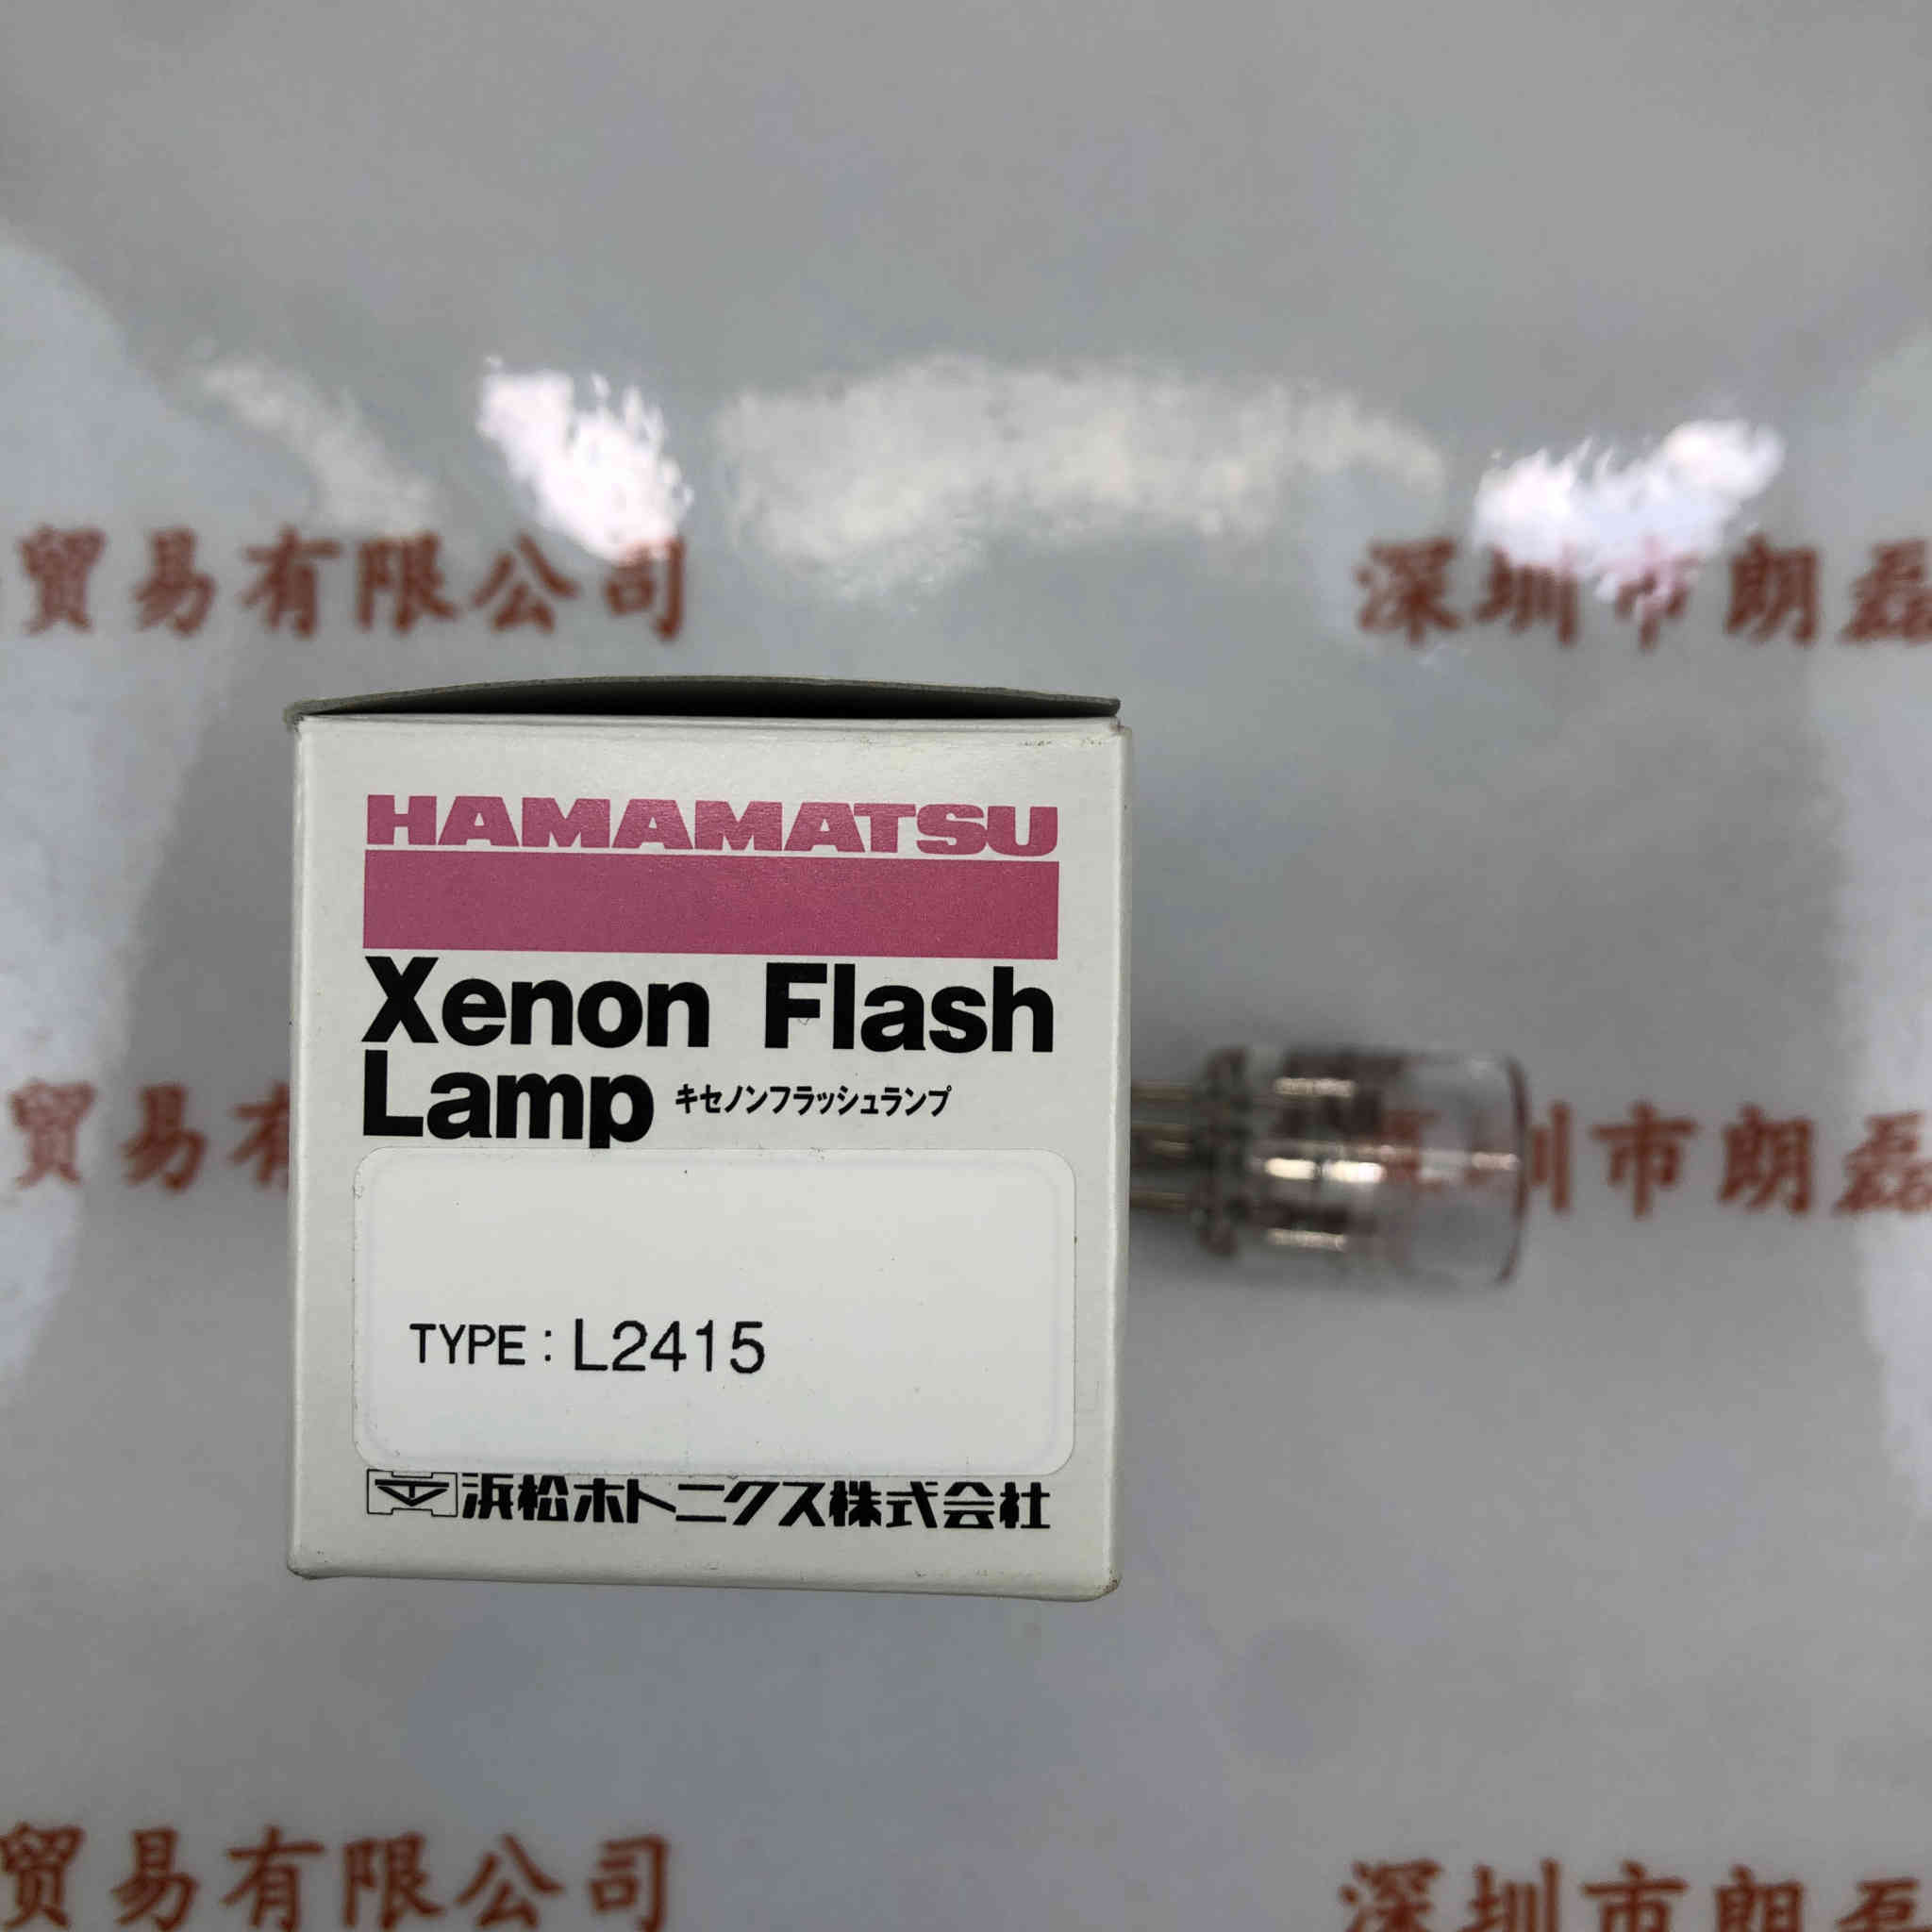 贸易有限公司
深圳市朗磊
HAMAMATSU
Xenon Flash
Lamp キセノンフラッシュランプ
贸易有
圳市朗磊
TYPE : L2415
浜松ホトニクス株式会社
贸易有限公司
深圳市朗磊